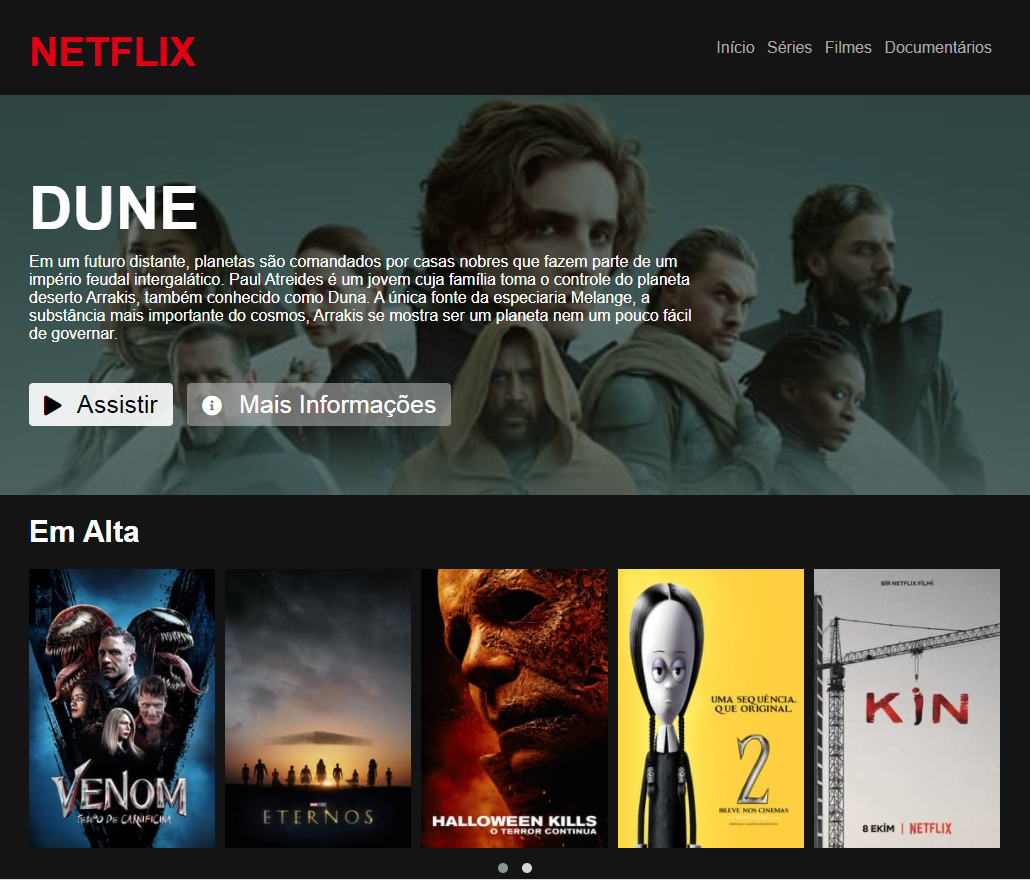 NETFLIX
Início Séries Filmes Documentários
DUNE
Em um futuro distante, planetas são comandados por casas nobres que fazem parte de um
império feudal intergalático. Paul Atreides é um jovem cuja família toma o controle do planeta
deserto Arrakis, também conhecido como Duna. A única fonte da especiaria Melange, a
substância mais importante do cosmos, Arrakis se mostra ser um planeta nem um pouco fácil
de governar.
Assistir
Mais Informações
Em Alta
VENOM
TEMPO DE CARNIFICINA
ETERNOS
HALLOWEEN KILLS
O TERROR CONTINUA
UMA SEQUÊNCIA.
QUE ORIGINAL.
2
BREVE NOS CINEMAS
BİR NETFLIX FİLMİ
KİN
8 EKİM | NETFLIX